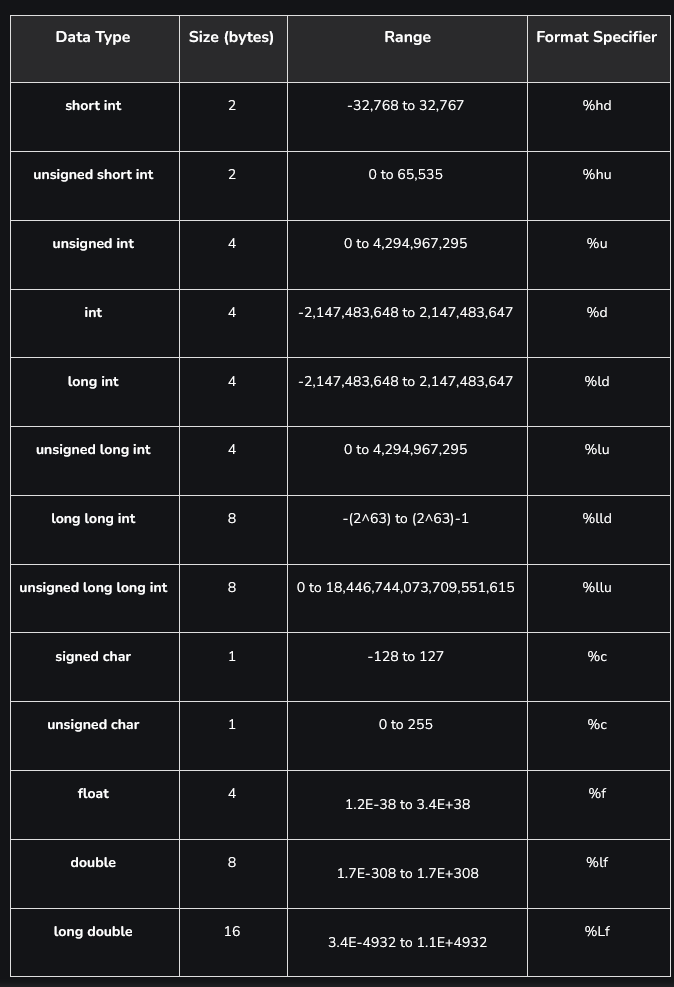 Data Type Size (bytes) Range Format Specifier
short int 2 -32,768 to 32,767 %hd
unsigned short int 2 0 to 65,535 %hu
unsigned int 4 0 to 4,294,967,295 %u
int 4 -2,147,483,648 to 2,147,483,647 %d
long int 4 -2,147,483,648 to 2,147,483,647 %ld
unsigned long int 4 0 to 4,294,967,295 %lu
long long int 8 -(2^63) to (2^63)-1 %lld
unsigned long long int 8 0 to 18,446,744,073,709,551,615 %llu
signed char 1 -128 to 127 %c
unsigned char 1 0 to 255 %c
float 4 1.2E-38 to 3.4E+38 %f
double 8 1.7E-308 to 1.7E+308 %lf
long double 16 3.4E-4932 to 1.1E+4932 %Lf